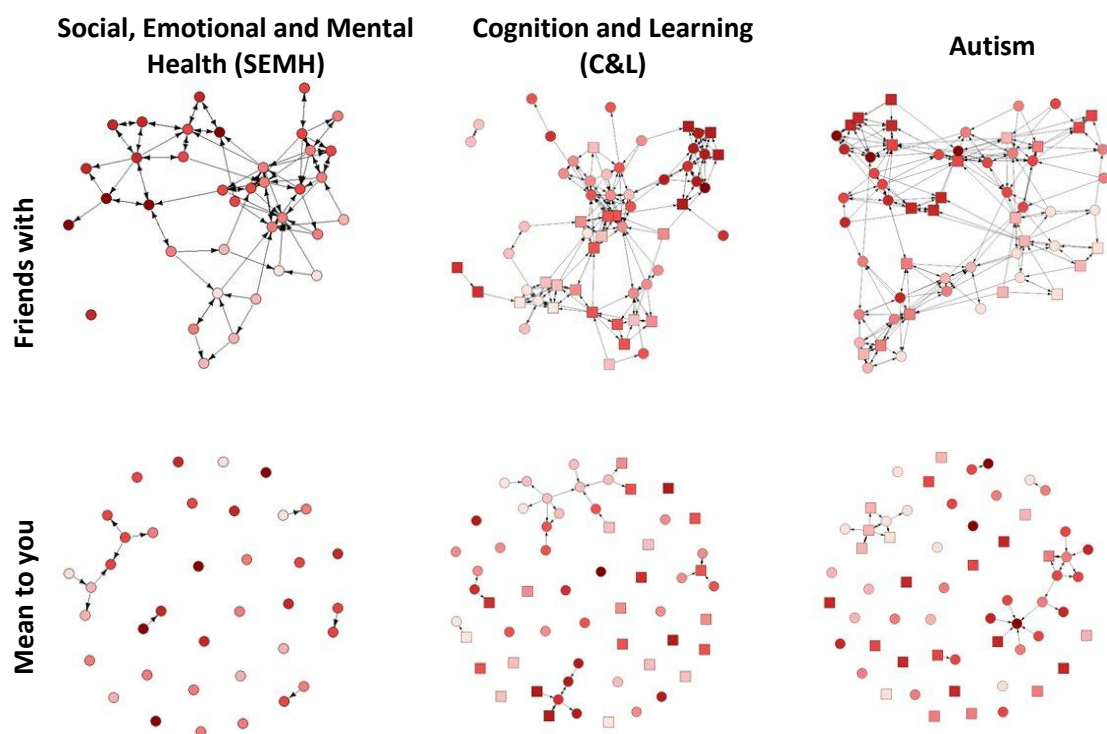 Social, Emotional and Mental
Health (SEMH)
Cognition and Learning
(C&L)
Autism
Friends with
Mean to you